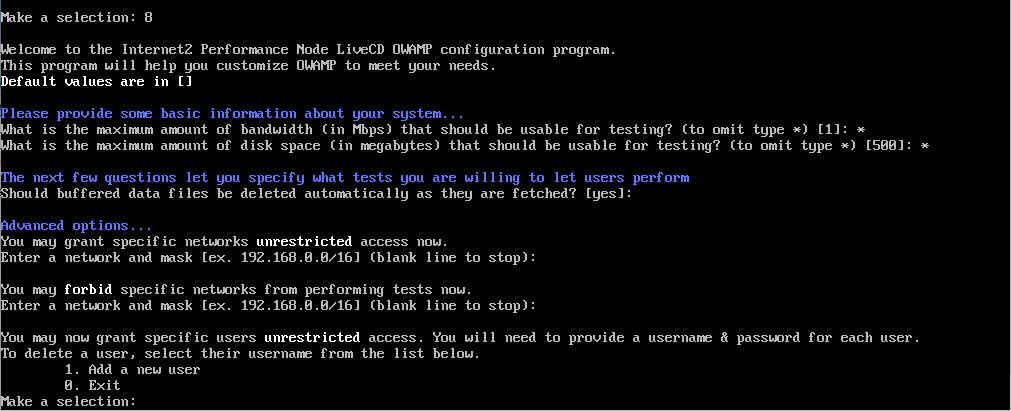 Make a selection: 8
Welcome to the Internet2 Performance Node LiveCD OWAMP configuration program.
This program will help you customize OWAMP to meet your needs.
Default values are in []
Please provide some basic information about your system...
What is the maximum amount of bandwidth (in Mbps) that should be usable for testing? (to omit type *) [1]: *
What is the maximum amount of disk space (in megabytes) that should be usable for testing? (to omit type *) [500]: *
The next few questions let you specify what tests you are willing to let users perform
Should buffered data files be deleted automatically as they are fetched? [yes]:
Advanced options...
You may grant specific networks unrestricted access now.
Enter a network and mask [ex. 192.168.0.0/16] (blank line to stop):
You may forbid specific networks from performing tests now.
Enter a network and mask [ex. 192.168.0.0/16] (blank line to stop):
You may now grant specific users unrestricted access. You will need to provide a username & password for each user.
To delete a user, select their username from the list below.
1. Add a new user
0. Exit
Make a selection: